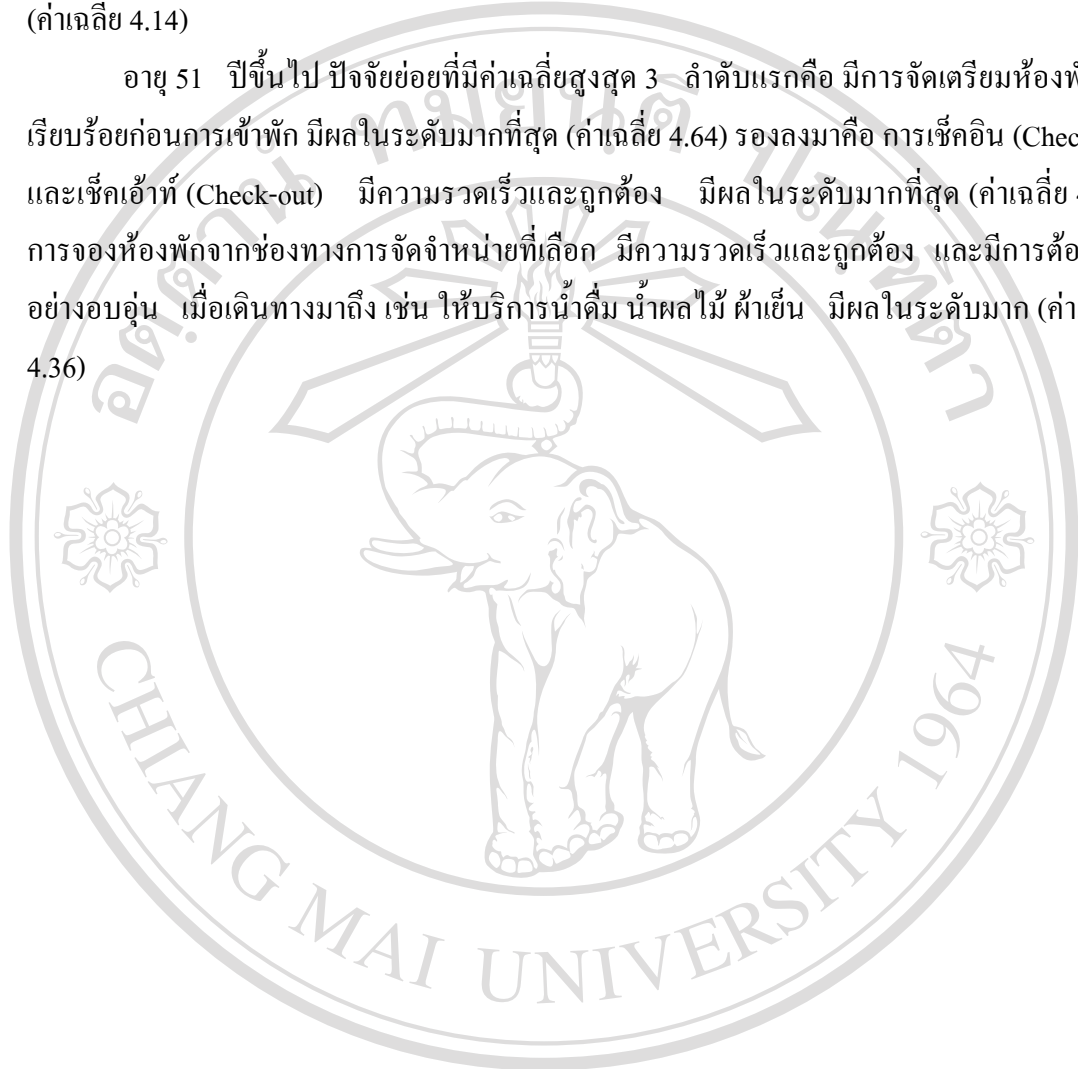 (ค่าเฉลี่ย 4.14)
อายุ 51 ปีขึ้นไป ปัจจัยย่อยที่มีค่าเฉลี่ยสูงสุด 3 ลำดับแรกคือ มีการจัดเตรียมห้อง
เรียบร้อยก่อนการเข้าพัก มีผลในระดับมากที่สุด (ค่าเฉลี่ย 4.64) รองลงมาคือ การเช็คอิน (Chec
และเช็คเอ้าท์ (Check-out) มีความรวดเร็วและถูกต้อง มีผลในระดับมากที่สุด (ค่าเฉลี่ย
การจองห้องพักจากช่องทางการจัดจำหน่ายที่เลือก มีความรวดเร็วและถูกต้อง และมีการต้อ
อย่างอบอุ่น เมื่อเดินทางมาถึง เช่น ให้บริการน้ำดื่ม น้ำผลไม้ ผ้าเย็น มีผลในระดับมาก (ค่า
4.36)
CHIANG MAI UNIVERSITY 1964